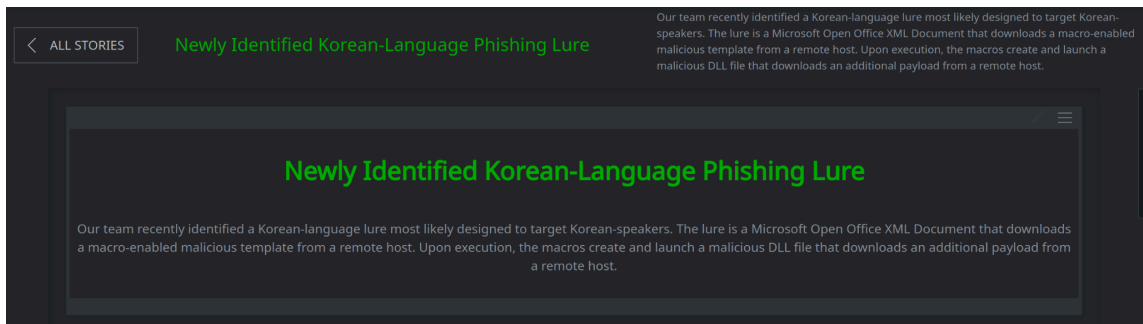 ALL STORIES
Newly Identified Korean-Language Phishing Lure
Our team recently identified a Korean-language lure most likely designed to target Korean-
speakers. The lure is a Microsoft Open Office XML Document that downloads a macro-enabled
malicious template from a remote host. Upon execution, the macros create and launch a
malicious DLL file that downloads an additional payload from a remote host.
Newly Identified Korean-Language Phishing Lure
Our team recently identified a Korean-language lure most likely designed to target Korean-speakers. The lure is a Microsoft Open Office XML Document that downloads
a macro-enabled malicious template from a remote host. Upon execution, the macros create and launch a malicious DLL file that downloads an additional payload from
a remote host.